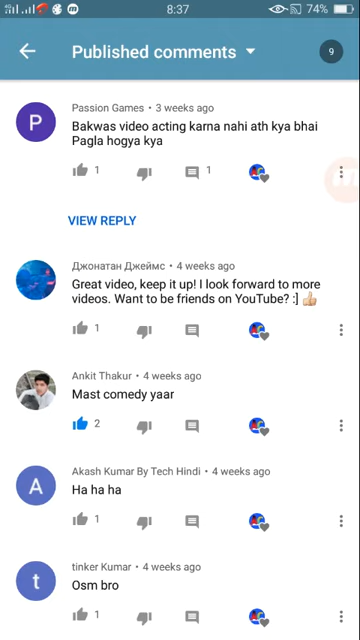 8:37
74%
Published comments
9
P
Passion Games • 3 weeks ago
Bakwas video acting karna nahi ath kya bhai
Pagla hogya kya
1
1
VIEW REPLY
Джонатан Джеймс • 4 weeks ago
Great video, keep it up! I look forward to more
videos. Want to be friends on YouTube? :] 👍🏼
1
Ankit Thakur • 4 weeks ago
Mast comedy yaar
2
A
Akash Kumar By Tech Hindi • 4 weeks ago
Ha ha ha
1
t
tinker Kumar • 4 weeks ago
Osm bro
1